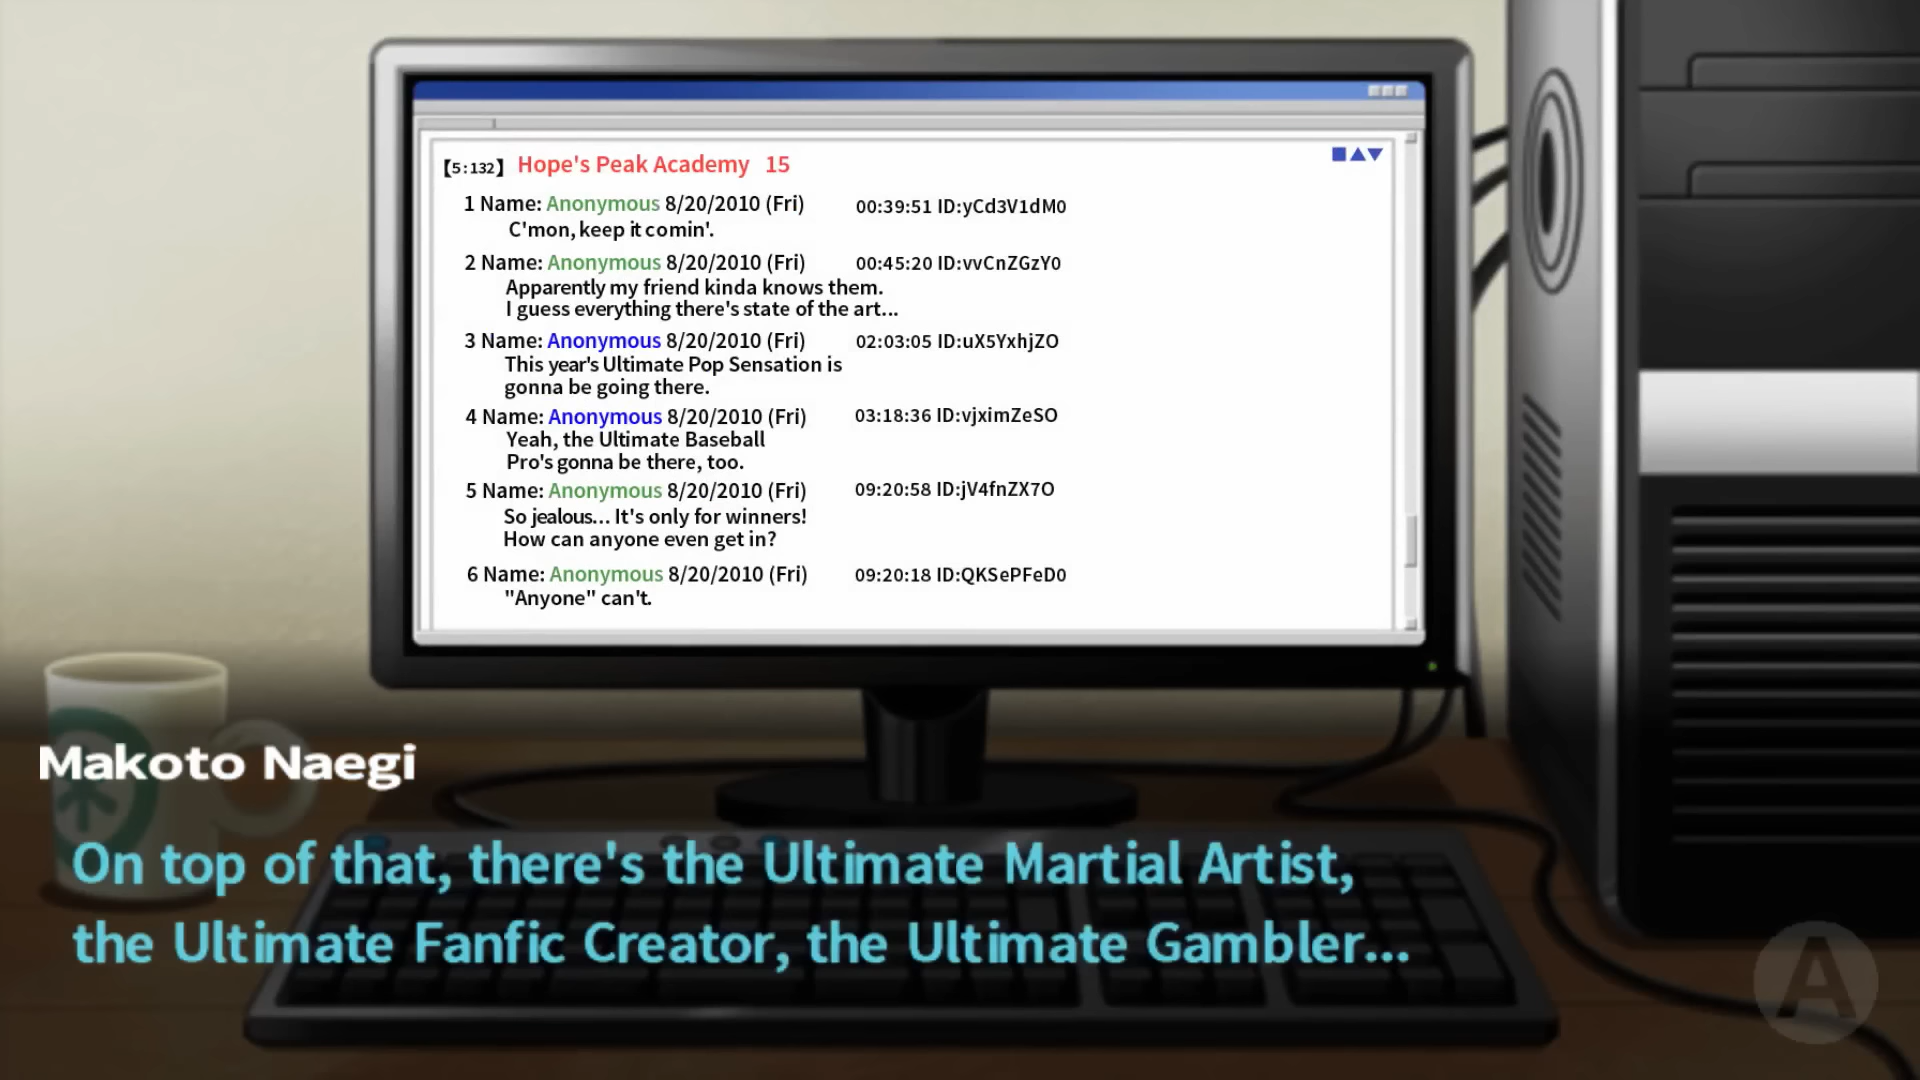 【5:132】 Hope's Peak Academy 15
1 Name: Anonymous 8/20/2010 (Fri) 00:39:51 ID:yCd3V1dM0
C'mon, keep it comin'.
2 Name: Anonymous 8/20/2010 (Fri) 00:45:20 ID:vvCnZGzY0
Apparently my friend kinda knows them.
I guess everything there's state of the art...
3 Name: Anonymous 8/20/2010 (Fri) 02:03:05 ID:uX5YxhjZO
This year's Ultimate Pop Sensation is
gonna be going there.
4 Name: Anonymous 8/20/2010 (Fri) 03:18:36 ID:vjximZeSO
Yeah, the Ultimate Baseball
Pro's gonna be there, too.
5 Name: Anonymous 8/20/2010 (Fri) 09:20:58 ID:jV4fnZX7O
So jealous... It's only for winners!
How can anyone even get in?
6 Name: Anonymous 8/20/2010 (Fri) 09:20:18 ID:QKSePFeD0
"Anyone" can't.
Makoto Naegi
On top of that, there's the Ultimate Martial Artist,
the Ultimate Fanfic Creator, the Ultimate Gambler...
A